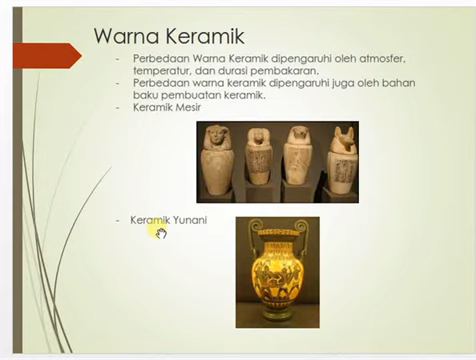 Warna Keramik
- Perbedaan Warna Keramik dipengaruhi oleh atmosfer,
temperatur, dan durasi pembakaran.
- Perbedaan warna keramik dipengaruhi juga oleh bahan
baku pembuatan keramik.
- Keramik Mesir
- Keramik Yunani